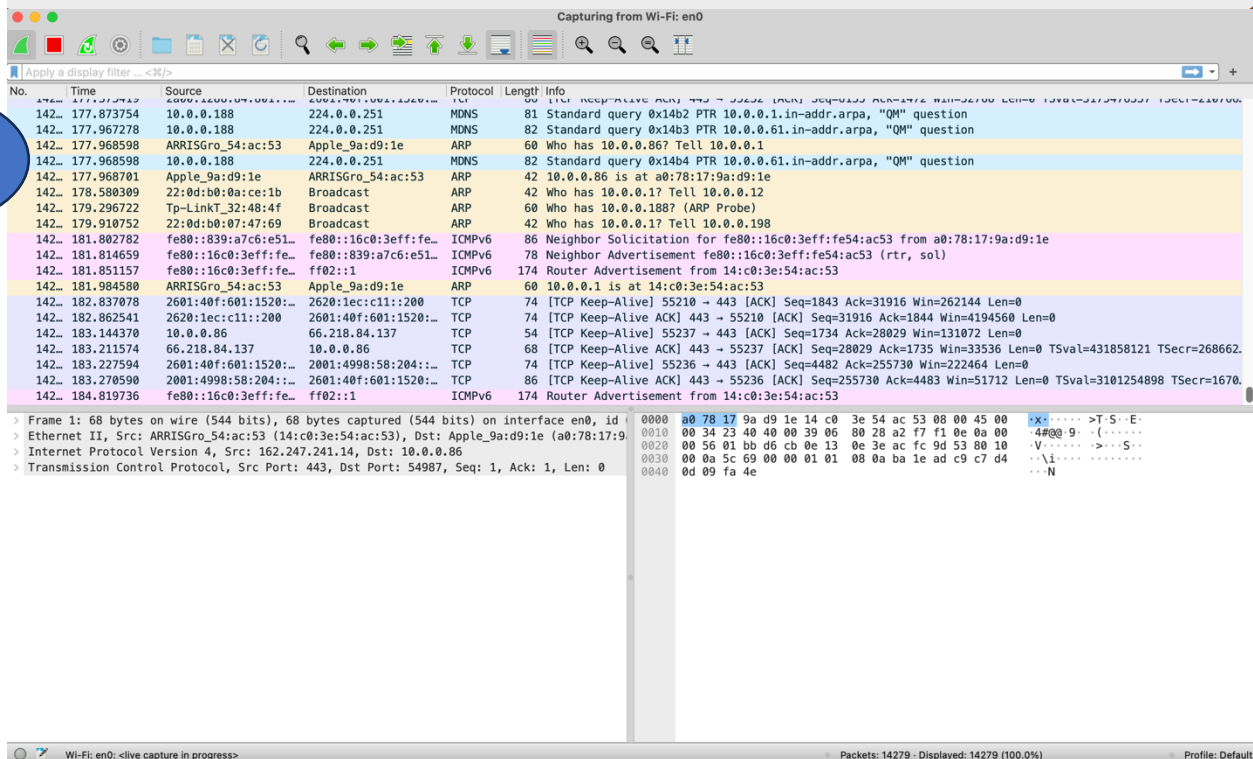 Capturing from Wi-Fi: en0
Apply a display filter ... <⌘/>
No. Time Source Destination Protocol Length Info
142… 177.873754 10.0.0.188 224.0.0.251 MDNS 81 Standard query 0x14b2 PTR 10.0.0.1.in-addr.arpa, "QM" question
142… 177.967278 10.0.0.188 224.0.0.251 MDNS 82 Standard query 0x14b3 PTR 10.0.0.61.in-addr.arpa, "QM" question
142… 177.968598 ARRISGro_54:ac:53 Apple_9a:d9:1e ARP 60 Who has 10.0.0.86? Tell 10.0.0.1
142… 177.968598 10.0.0.188 224.0.0.251 MDNS 82 Standard query 0x14b4 PTR 10.0.0.61.in-addr.arpa, "QM" question
142… 177.968701 Apple_9a:d9:1e ARRISGro_54:ac:53 ARP 42 10.0.0.86 is at a0:78:17:9a:d9:1e
142… 178.580309 22:0d:b0:0a:ce:1b Broadcast ARP 42 Who has 10.0.0.1? Tell 10.0.0.12
142… 179.296722 Tp-LinkT_32:48:4f Broadcast ARP 60 Who has 10.0.0.188? (ARP Probe)
142… 179.910752 22:0d:b0:07:47:69 Broadcast ARP 42 Who has 10.0.0.1? Tell 10.0.0.198
142… 181.802782 fe80::839:a7c6:e51… fe80::16c0:3eff:fe… ICMPv6 86 Neighbor Solicitation for fe80::16c0:3eff:fe54:ac53 from a0:78:17:9a:d9:1e
142… 181.814659 fe80::16c0:3eff:fe… fe80::839:a7c6:e51… ICMPv6 78 Neighbor Advertisement fe80::16c0:3eff:fe54:ac53 (rtr, sol)
142… 181.851157 fe80::16c0:3eff:fe… ff02::1 ICMPv6 174 Router Advertisement from 14:c0:3e:54:ac:53
142… 181.984580 ARRISGro_54:ac:53 Apple_9a:d9:1e ARP 60 10.0.0.1 is at 14:c0:3e:54:ac:53
142… 182.837078 2601:40f:601:1520:… 2620:1ec:c11::200 TCP 74 [TCP Keep-Alive] 55210 → 443 [ACK] Seq=1843 Ack=31916 Win=262144 Len=0
142… 182.862541 2620:1ec:c11::200 2601:40f:601:1520:… TCP 74 [TCP Keep-Alive ACK] 443 → 55210 [ACK] Seq=31916 Ack=1844 Win=4194560 Len=0
142… 183.144370 10.0.0.86 66.218.84.137 TCP 54 [TCP Keep-Alive] 55237 → 443 [ACK] Seq=1734 Ack=28029 Win=131072 Len=0
142… 183.211574 66.218.84.137 10.0.0.86 TCP 68 [TCP Keep-Alive ACK] 443 → 55237 [ACK] Seq=28029 Ack=1735 Win=33536 Len=0 TSval=431858121 TSecr=268662…
142… 183.227594 2601:40f:601:1520:… 2001:4998:58:204::… TCP 74 [TCP Keep-Alive] 55236 → 443 [ACK] Seq=4482 Ack=255730 Win=222464 Len=0
142… 183.270590 2001:4998:58:204::… 2601:40f:601:1520:… TCP 86 [TCP Keep-Alive ACK] 443 → 55236 [ACK] Seq=255730 Ack=4483 Win=51712 Len=0 TSval=3101254898 TSecr=1670…
142… 184.819736 fe80::16c0:3eff:fe… ff02::1 ICMPv6 174 Router Advertisement from 14:c0:3e:54:ac:53
> Frame 1: 68 bytes on wire (544 bits), 68 bytes captured (544 bits) on interface en0, id
> Ethernet II, Src: ARRISGro_54:ac:53 (14:c0:3e:54:ac:53), Dst: Apple_9a:d9:1e (a0:78:17:9
> Internet Protocol Version 4, Src: 162.247.241.14, Dst: 10.0.0.86
> Transmission Control Protocol, Src Port: 443, Dst Port: 54987, Seq: 1, Ack: 1, Len: 0
0000 a0 78 17 9a d9 1e 14 c0 3e 54 ac 53 08 00 45 00 ·x······ >T·S··E·
0010 00 34 23 40 40 00 39 06 80 28 a2 f7 f1 0e 0a 00 ·4#@@·9· ·(······
0020 00 56 01 bb d6 cb 0e 13 0e 3e ac fc 9d 53 80 10 ·V······ ·>···S··
0030 00 0a 5c 69 00 00 01 01 08 0a ba 1e ad c9 c7 d4 ··\i···· ········
0040 0d 09 fa 4e ···N
Wi-Fi: en0: <live capture in progress> Packets: 14279 · Displayed: 14279 (100.0%) Profile: Default